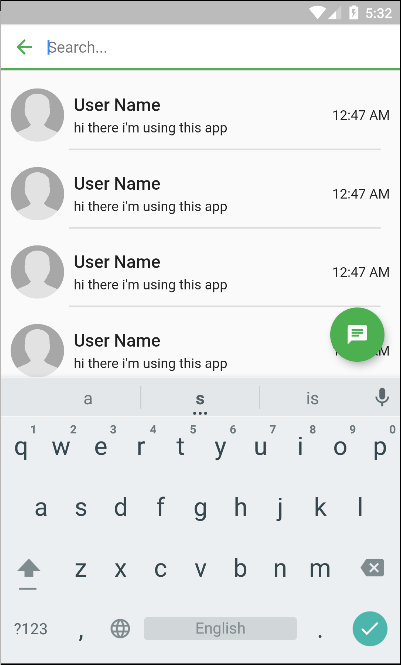 5:32
Search...
User Name
12:47 AM
hi there i'm using this app
User Name
12:47 AM
hi there i'm using this app
User Name
12:47 AM
hi there i'm using this app
User Name
hi there i'm using this app
a s is
1 2 3 4 5 6 7 8 9 0
q w e r t y u i o p
a s d f g h j k l
z x c v b n m
?123 , English .